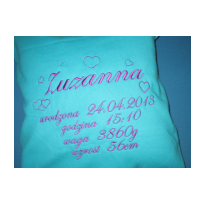 Zuzanna
urodzona 24.04.2013
godzina 15:10
waga 3860g
wzrost 56cm